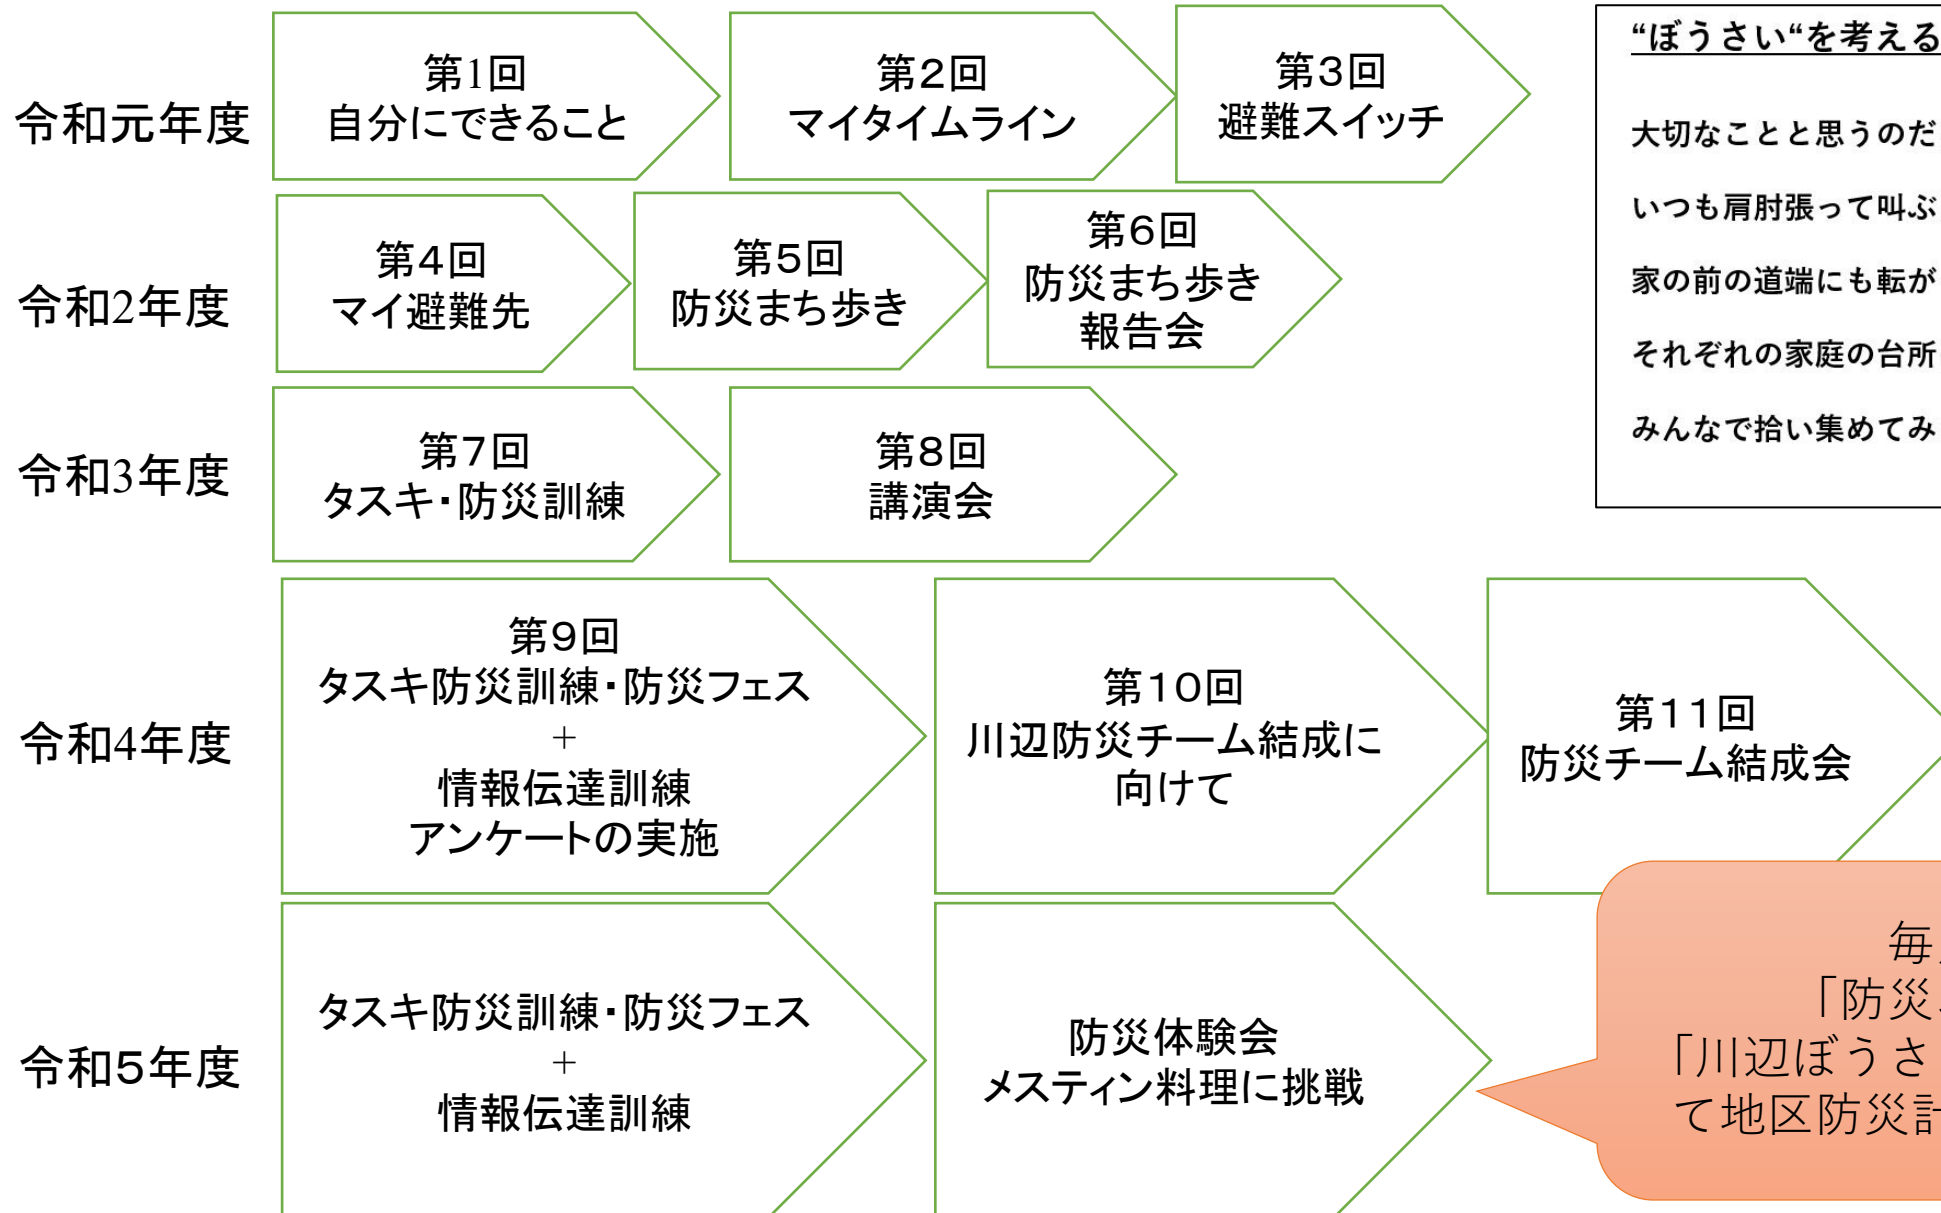 令和元年度
第1回
自分にできること
第2回
マイタイムライン
第3回
避難スイッチ
“ぼうさい“を考える
大切なことと思うのだ
いつも肩肘張って叫ぶ
家の前の道端にも転が
それぞれの家庭の台所
みんなで拾い集めてみ
令和2年度
第4回
マイ避難先
第5回
防災まち歩き
第6回
防災まち歩き
報告会
令和3年度
第7回
タスキ・防災訓練
第8回
講演会
令和4年度
第9回
タスキ防災訓練・防災フェス
+
情報伝達訓練
アンケートの実施
第10回
川辺防災チーム結成に
向けて
第11回
防災チーム結成会
令和5年度
タスキ防災訓練・防災フェス
+
情報伝達訓練
防災体験会
メスティン料理に挑戦
毎
「防災
「川辺ぼうさ
て地区防災計